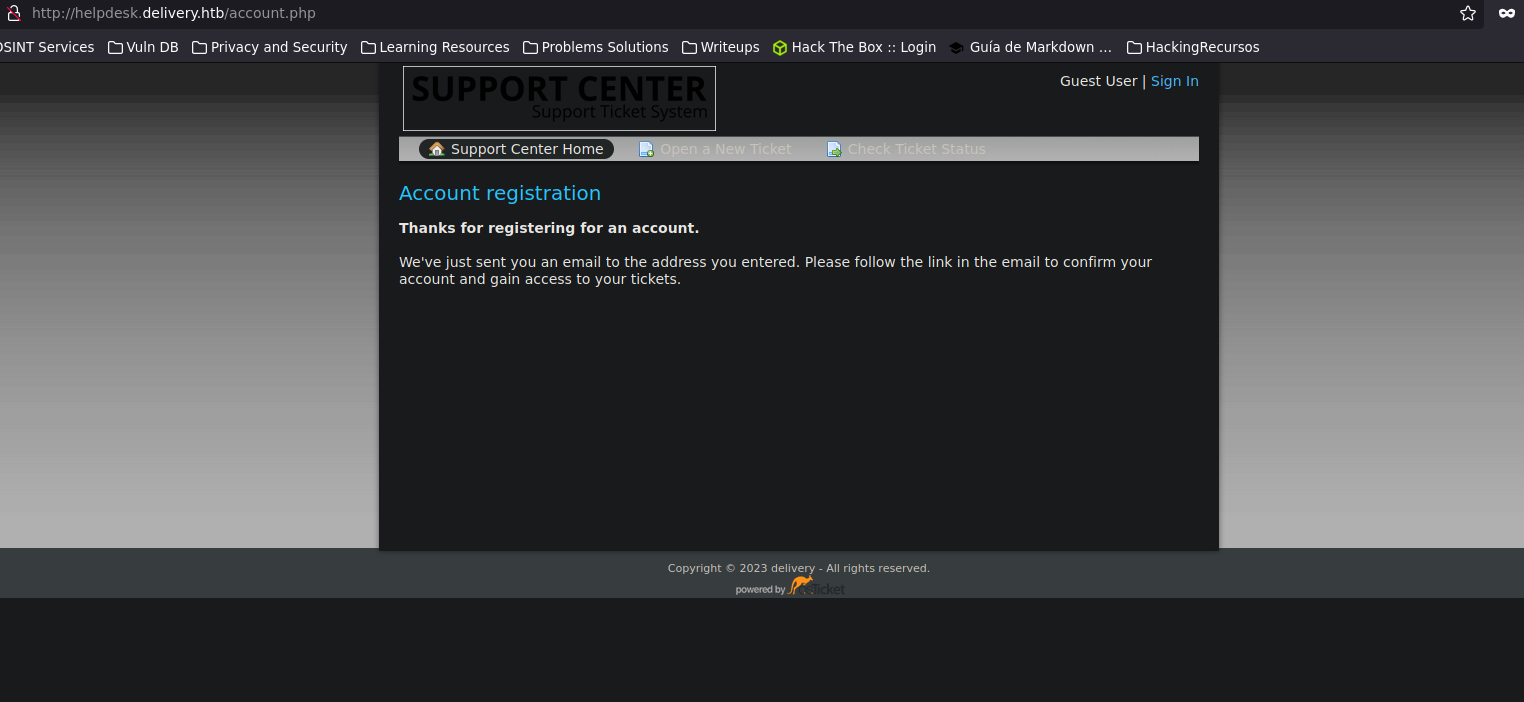 http://helpdesk.delivery.htb/account.php
OSINT Services Vuln DB Privacy and Security Learning Resources Problems Solutions Writeups Hack The Box :: Login Guía de Markdown ... HackingRecursos
SUPPORT CENTER
Support Ticket System
Guest User | Sign In
Support Center Home Open a New Ticket Check Ticket Status
Account registration
Thanks for registering for an account.
We've just sent you an email to the address you entered. Please follow the link in the email to confirm your
account and gain access to your tickets.
Copyright © 2023 delivery - All rights reserved.
powered by osTicket